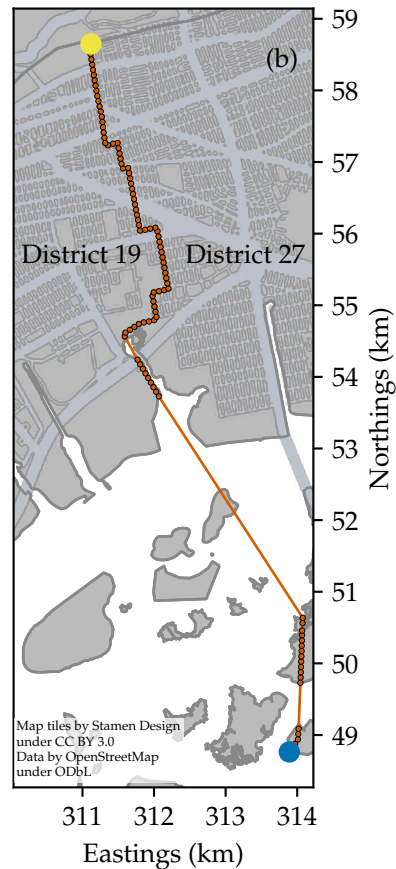 (b)
59
58
57
56
55
54
53
52
51
50
49
Northings (km)
District 19
District 27
Map tiles by Stamen Design
under CC BY 3.0
Data by OpenStreetMap
under ODbL
311
312
313
314
Eastings (km)